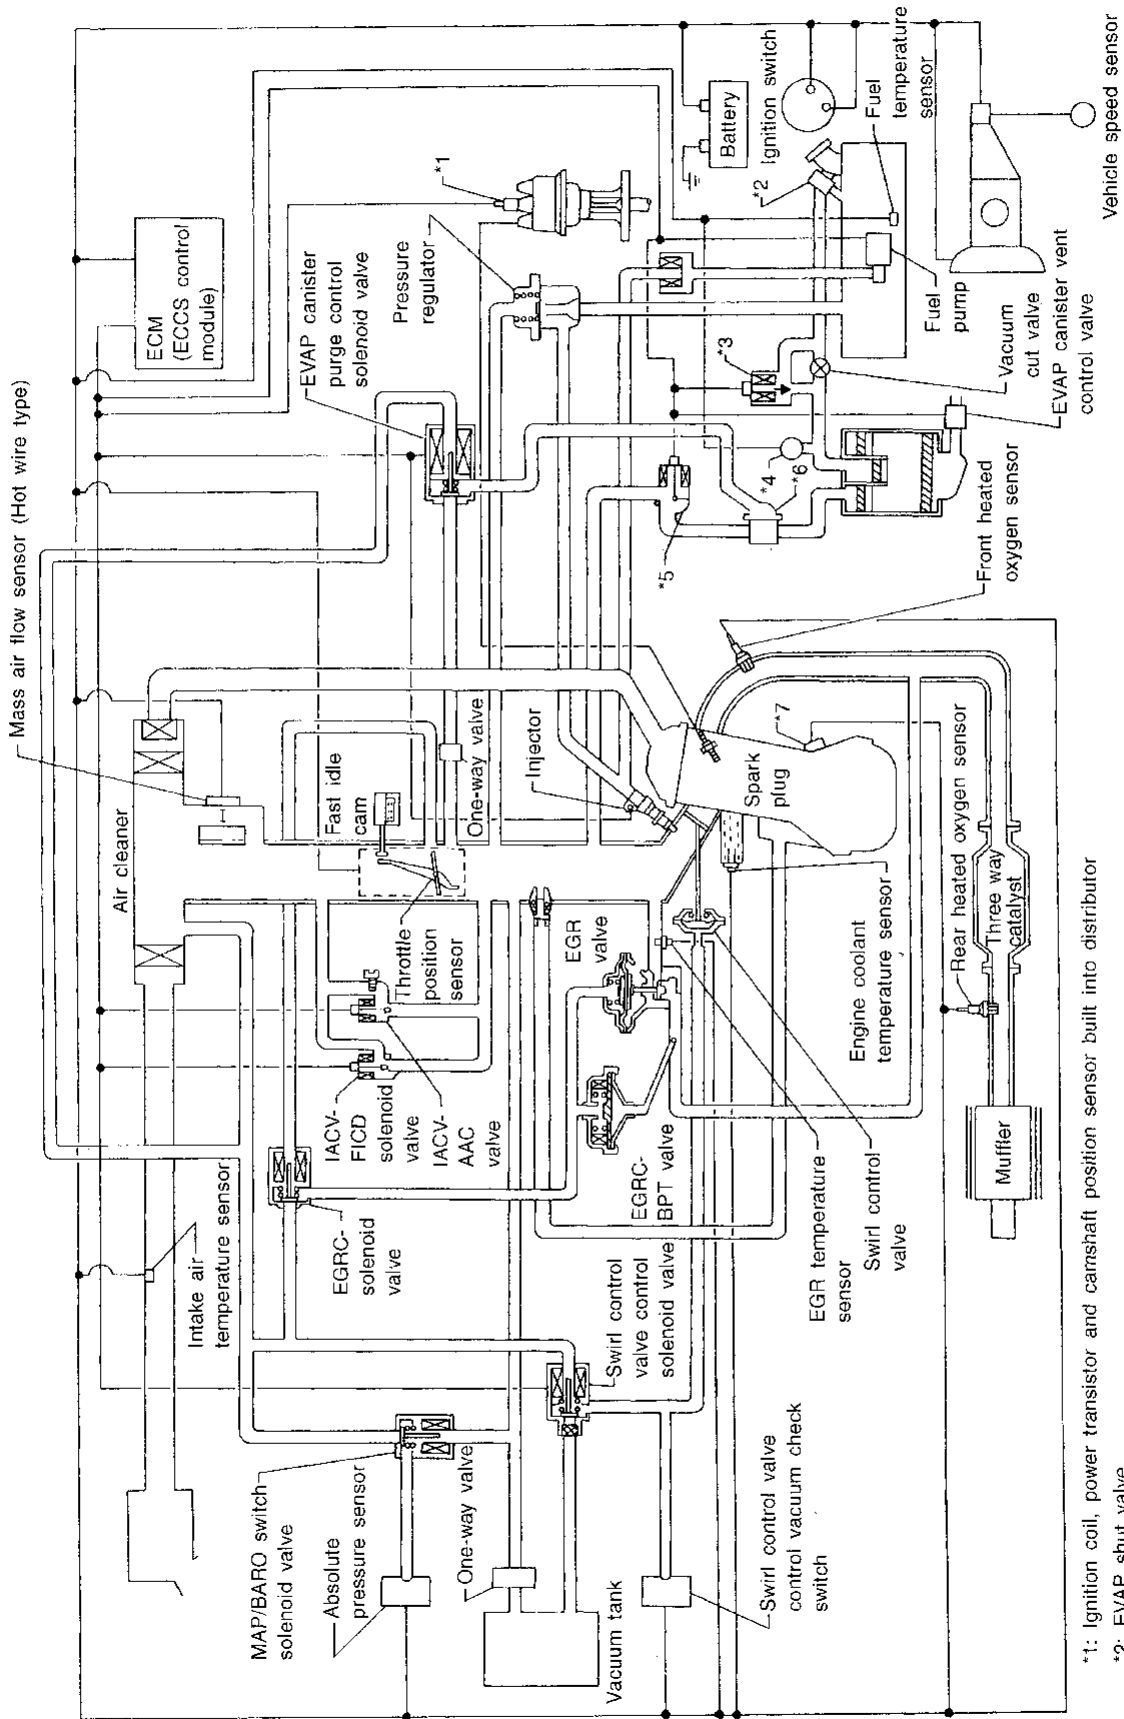 Mass air flow sensor (Hot wire type)
Air cleaner
Intake air
temperature sensor
ECM
(ECCS control
module)
EVAP canister
purge control
solenoid valve
Pressure
regulator
*1
Battery
Ignition switch
*2
Fuel
temperature
sensor
Vehicle speed sensor
Fuel
pump
Vacuum
cut valve
EVAP canister vent
control valve
*3
*4
*6
*5
Front heated
oxygen sensor
Fast idle
cam
One-way valve
Injector
Spark
plug
*7
Throttle
position
sensor
IACV-
FICD
solenoid
valve
IACV-
AAC
valve
EGR
valve
EGRC-
solenoid
valve
EGRC-
BPT valve
Engine coolant
temperature sensor
Rear heated oxygen sensor
Three way
catalyst
Muffler
EGR temperature
sensor
Swirl control
valve
Swirl control
valve control
solenoid valve
MAP/BARO switch
solenoid valve
Absolute
pressure sensor
One-way valve
Vacuum tank
Swirl control valve
control vacuum check
switch
*1: Ignition coil, power transistor and camshaft position sensor built into distributor
*2: EVAP shut valve